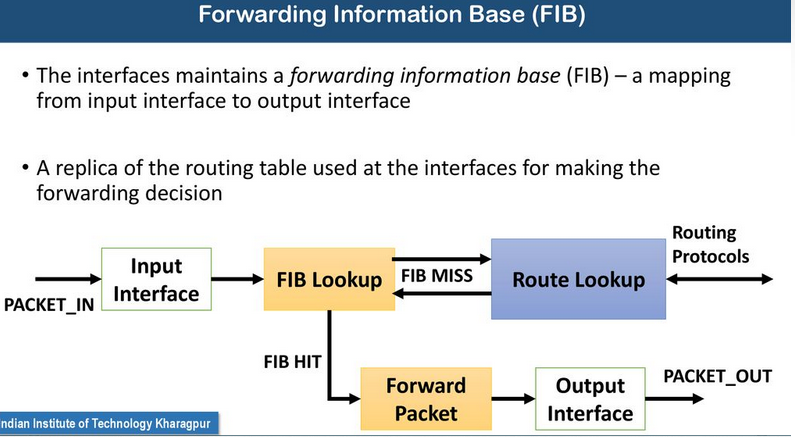 Forwarding Information Base (FIB)
• The interfaces maintains a forwarding information base (FIB) – a mapping
from input interface to output interface
• A replica of the routing table used at the interfaces for making the
forwarding decision
PACKET_IN
Input
Interface
FIB Lookup
FIB MISS
Route Lookup
Routing
Protocols
FIB HIT
Forward
Packet
Output
Interface
PACKET_OUT
ndian Institute of Technology Kharagpur